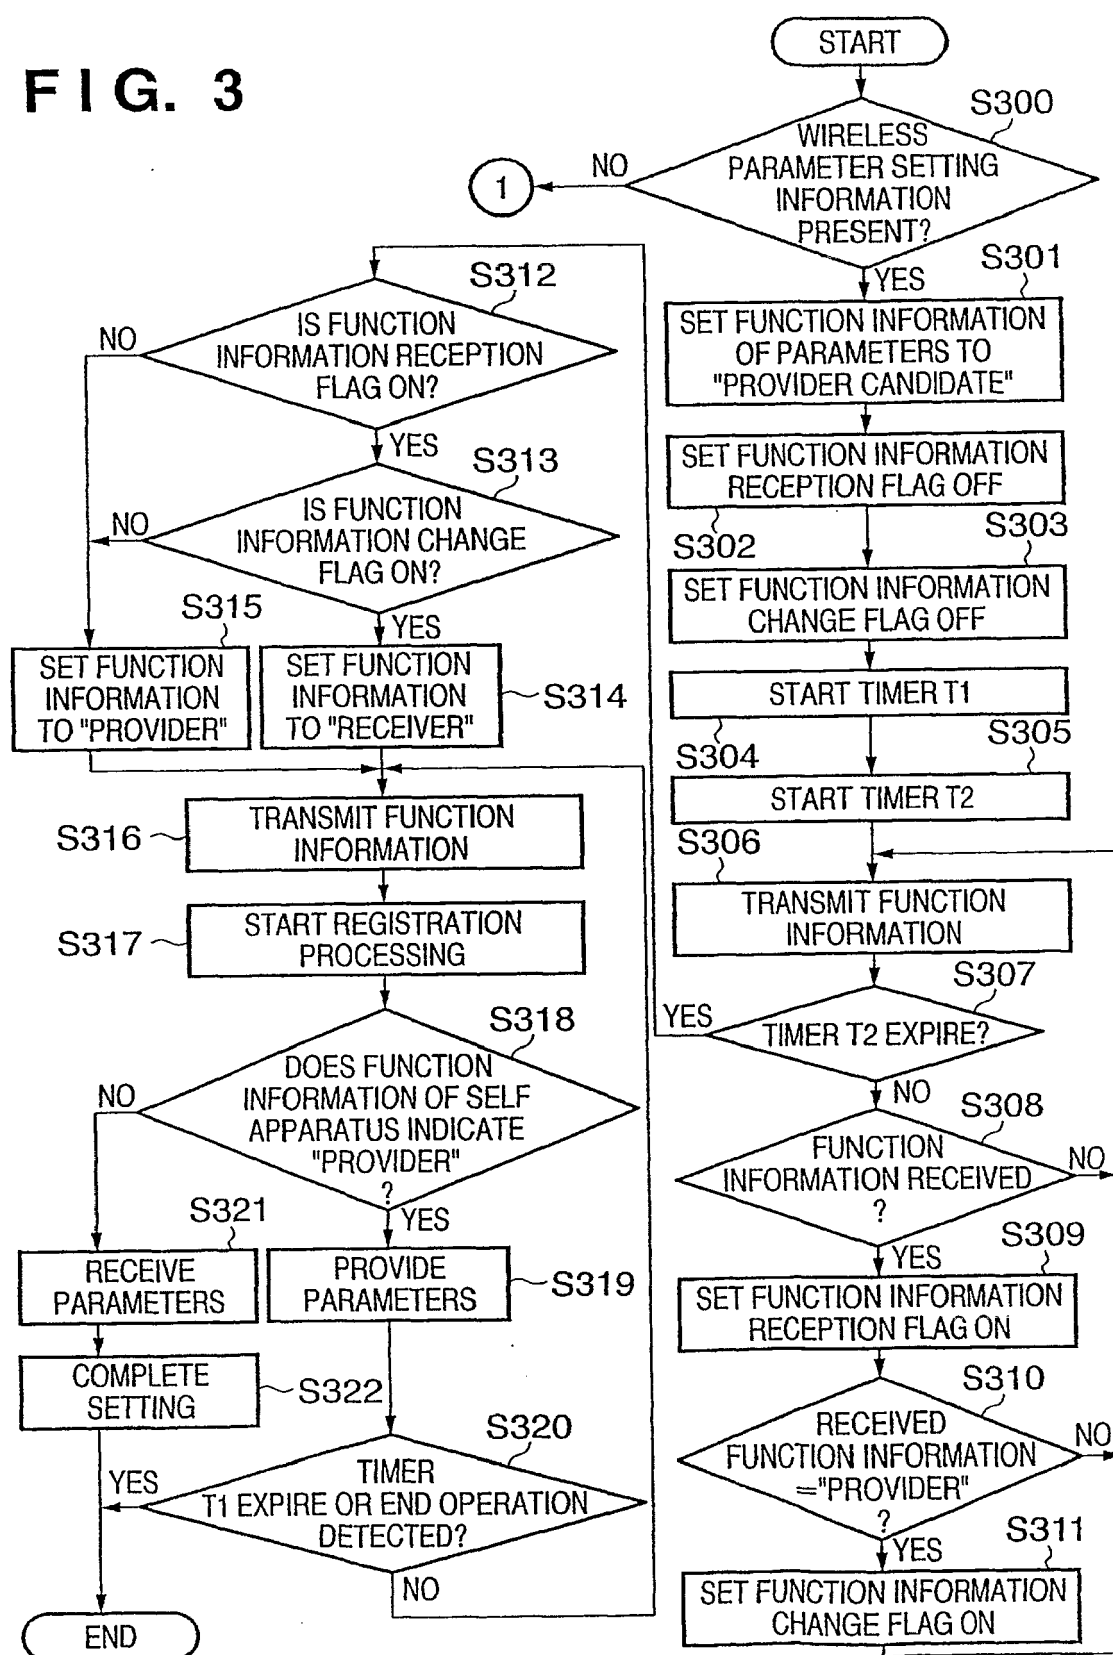 FIG. 3
START
S300
WIRELESS
PARAMETER SETTING
INFORMATION
PRESENT?
NO
1
YES
S301
SET FUNCTION INFORMATION
OF PARAMETERS TO
"PROVIDER CANDIDATE"
SET FUNCTION INFORMATION
RECEPTION FLAG OFF
S302
S303
SET FUNCTION INFORMATION
CHANGE FLAG OFF
START TIMER T1
S304
S305
START TIMER T2
S306
TRANSMIT FUNCTION
INFORMATION
S307
TIMER T2 EXPIRE?
YES
NO
S308
FUNCTION
INFORMATION RECEIVED
?
NO
YES
S309
SET FUNCTION INFORMATION
RECEPTION FLAG ON
S310
RECEIVED
FUNCTION INFORMATION
="PROVIDER"
?
NO
YES
S311
SET FUNCTION INFORMATION
CHANGE FLAG ON
S312
IS FUNCTION
INFORMATION RECEPTION
FLAG ON?
NO
YES
S313
IS FUNCTION
INFORMATION CHANGE
FLAG ON?
NO
YES
S315
SET FUNCTION
INFORMATION
TO "PROVIDER"
SET FUNCTION
INFORMATION
TO "RECEIVER"
S314
TRANSMIT FUNCTION
INFORMATION
S316
START REGISTRATION
PROCESSING
S317
S318
DOES FUNCTION
INFORMATION OF SELF
APPARATUS INDICATE
"PROVIDER"
?
NO
YES
S321
RECEIVE
PARAMETERS
PROVIDE
PARAMETERS
S319
COMPLETE
SETTING
S322
S320
TIMER
T1 EXPIRE OR END OPERATION
DETECTED?
YES
NO
END